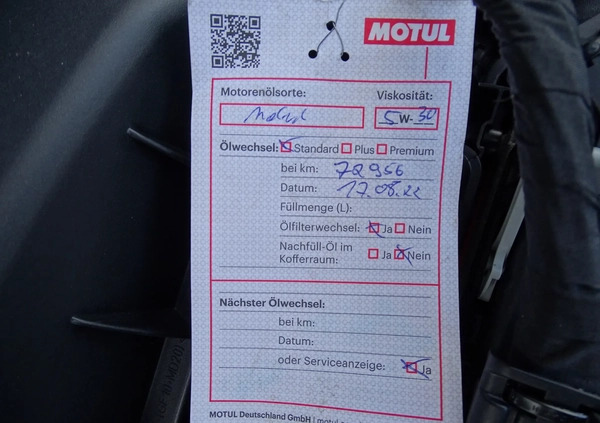 MOTUL
Motorenölsorte: Viskosität:
Motul 5W-30
Ölwechsel: Standard Plus Premium
bei km: 72956
Datum: 17.08.22
Füllmenge (L):
Ölfilterwechsel: Ja Nein
Nachfüll-Öl im
Kofferraum: Ja Nein
Nächster Ölwechsel:
bei km:
Datum:
oder Serviceanzeige: Ja
MOTUL Deutschland GmbH | motul